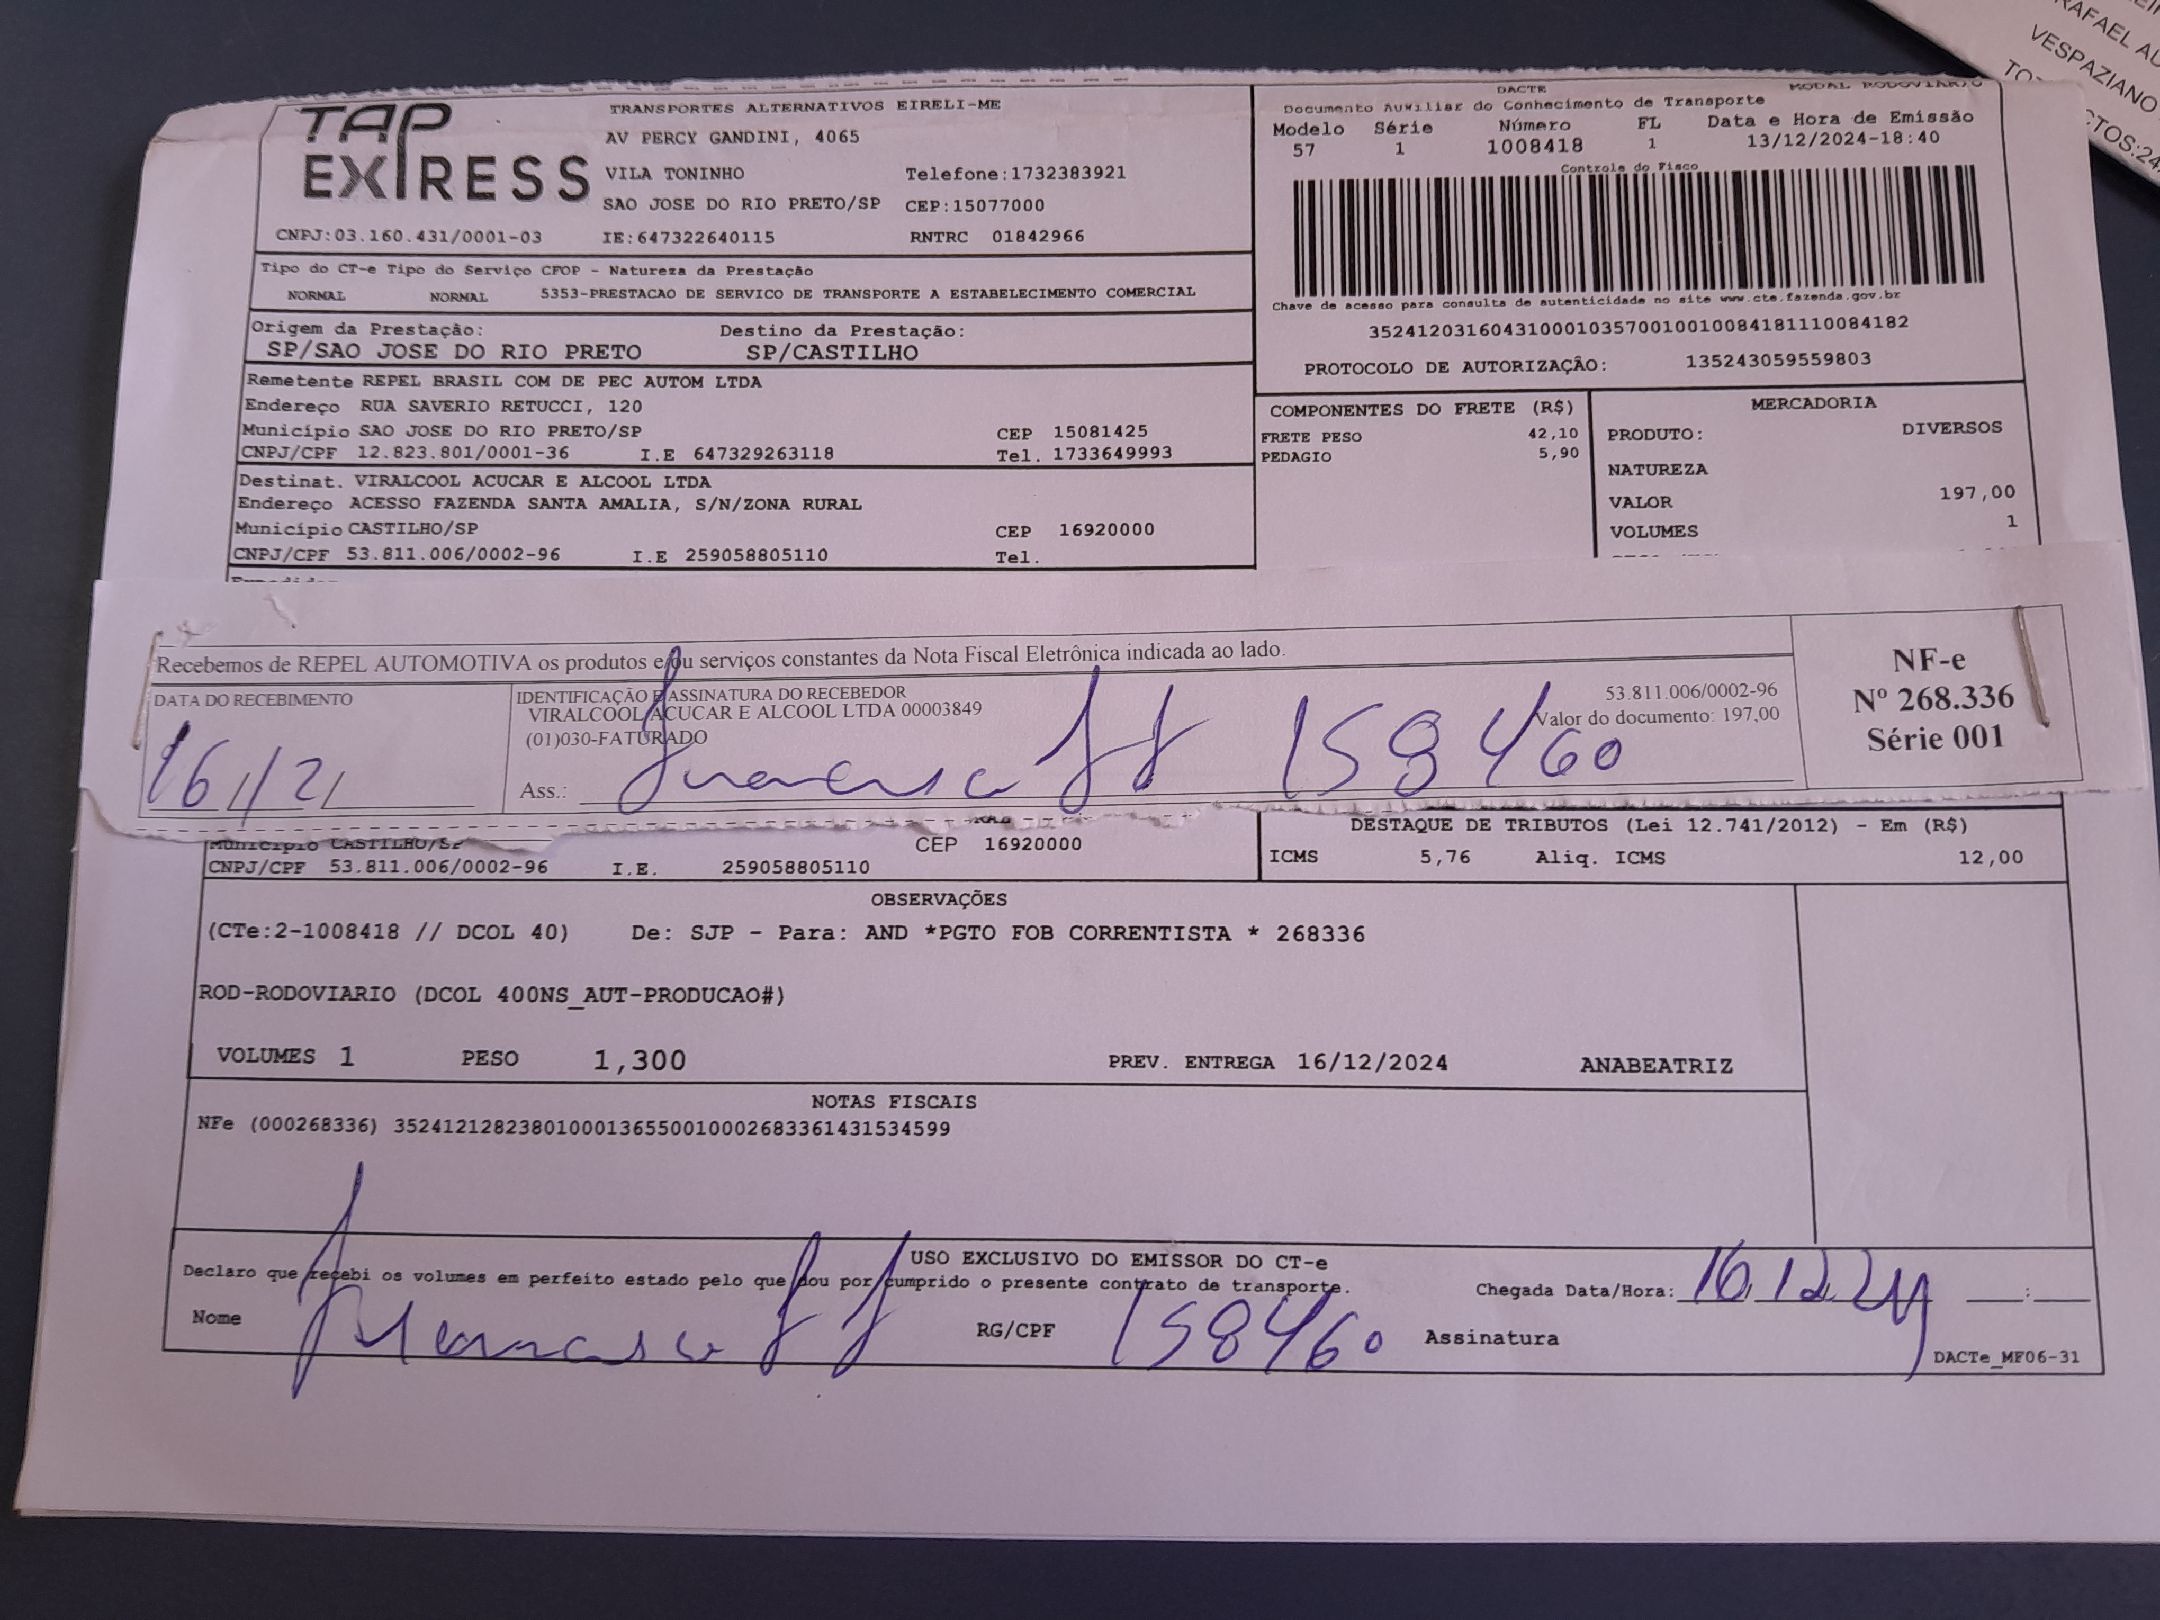 TAP EXPRESS
TRANSPORTES ALTERNATIVOS EIRELI-ME
AV PERCY GANDINI, 4065
VILA TONINHO Telefone:1732383921
SAO JOSE DO RIO PRETO/SP CEP:15077000
CNPJ:03.160.431/0001-03 IE:647322640115 RNTRC 01842966
DACTE MODAL RODOVIARIO
Documento Auxiliar do Conhecimento de Transporte
Modelo Série Número FL Data e Hora de Emissão
57 1 1008418 1 13/12/2024-18:40
Controle do Fisco
Chave de acesso para consulta de autenticidade no site www.cte.fazenda.gov.br
35241203160431000103570010010084181110084182
PROTOCOLO DE AUTORIZAÇÃO: 135243059559803
Tipo do CT-e Tipo do Serviço CFOP - Natureza da Prestação
NORMAL NORMAL 5353-PRESTACAO DE SERVICO DE TRANSPORTE A ESTABELECIMENTO COMERCIAL
Origem da Prestação: Destino da Prestação:
SP/SAO JOSE DO RIO PRETO SP/CASTILHO
Remetente REPEL BRASIL COM DE PEC AUTOM LTDA
Endereço RUA SAVERIO RETUCCI, 120
Município SAO JOSE DO RIO PRETO/SP CEP 15081425
CNPJ/CPF 12.823.801/0001-36 I.E 647329263118 Tel. 1733649993
Destinat. VIRALCOOL ACUCAR E ALCOOL LTDA
Endereço ACESSO FAZENDA SANTA AMALIA, S/N/ZONA RURAL
Município CASTILHO/SP CEP 16920000
CNPJ/CPF 53.811.006/0002-96 I.E 259058805110 Tel.
COMPONENTES DO FRETE (R$)
FRETE PESO 42,10
PEDAGIO 5,90
MERCADORIA
PRODUTO: DIVERSOS
NATUREZA
VALOR 197,00
VOLUMES 1
Recebemos de REPEL AUTOMOTIVA os produtos e/ou serviços constantes da Nota Fiscal Eletrônica indicada ao lado.
DATA DO RECEBIMENTO
16/12/
IDENTIFICAÇÃO E ASSINATURA DO RECEBEDOR
VIRALCOOL ACUCAR E ALCOOL LTDA 00003849
(01)030-FATURADO
53.811.006/0002-96
Valor do documento: 197,00
Ass.: 158460
NF-e
Nº 268.336
Série 001
Município CASTILHO/SP CEP 16920000
CNPJ/CPF 53.811.006/0002-96 I.E. 259058805110
DESTAQUE DE TRIBUTOS (Lei 12.741/2012) - Em (R$)
ICMS 5,76 Aliq. ICMS 12,00
OBSERVAÇÕES
(CTe:2-1008418 // DCOL 40) De: SJP - Para: AND *PGTO FOB CORRENTISTA * 268336
ROD-RODOVIARIO (DCOL 400NS_AUT-PRODUCAO#)
VOLUMES 1 PESO 1,300 PREV. ENTREGA 16/12/2024 ANABEATRIZ
NOTAS FISCAIS
NFe (000268336) 35241212823801000136550010002683361431534599
USO EXCLUSIVO DO EMISSOR DO CT-e
Declaro que recebi os volumes em perfeito estado pelo que dou por cumprido o presente contrato de transporte.
Chegada Data/Hora: 16 12 24 :
Nome RG/CPF 158460 Assinatura
DACTe_MF06-31
RAFAEL
VESPAZIANO